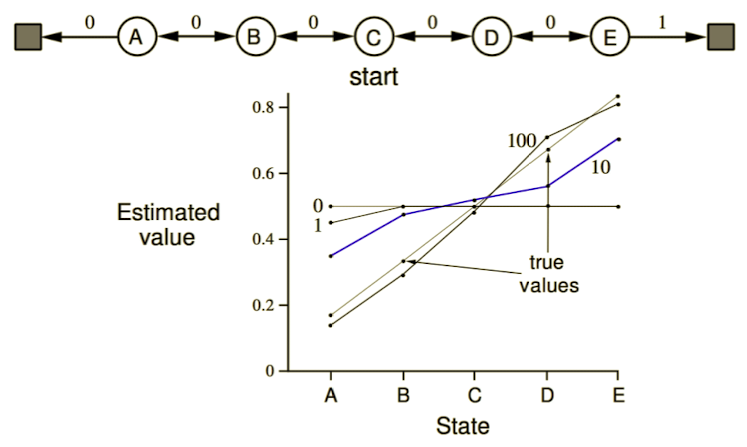 0 0 0 0 0 1
A B C D E
start
0.8
100
0.6
10
Estimated
value
0
1
0.4
true
values
0.2
0
A B C D E
State